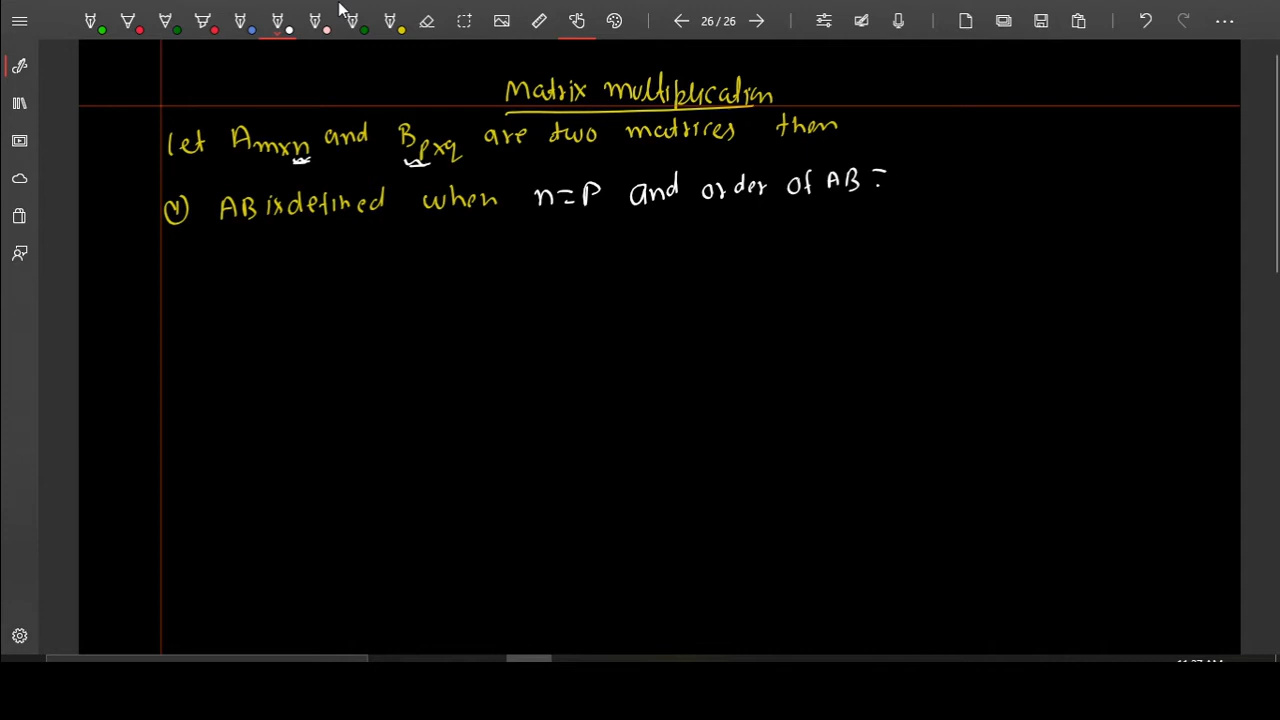 26 / 26
Matrix multiplication
Let Amxn and Bpxq are two matrices then
1) AB is defined when n=P and order of AB =